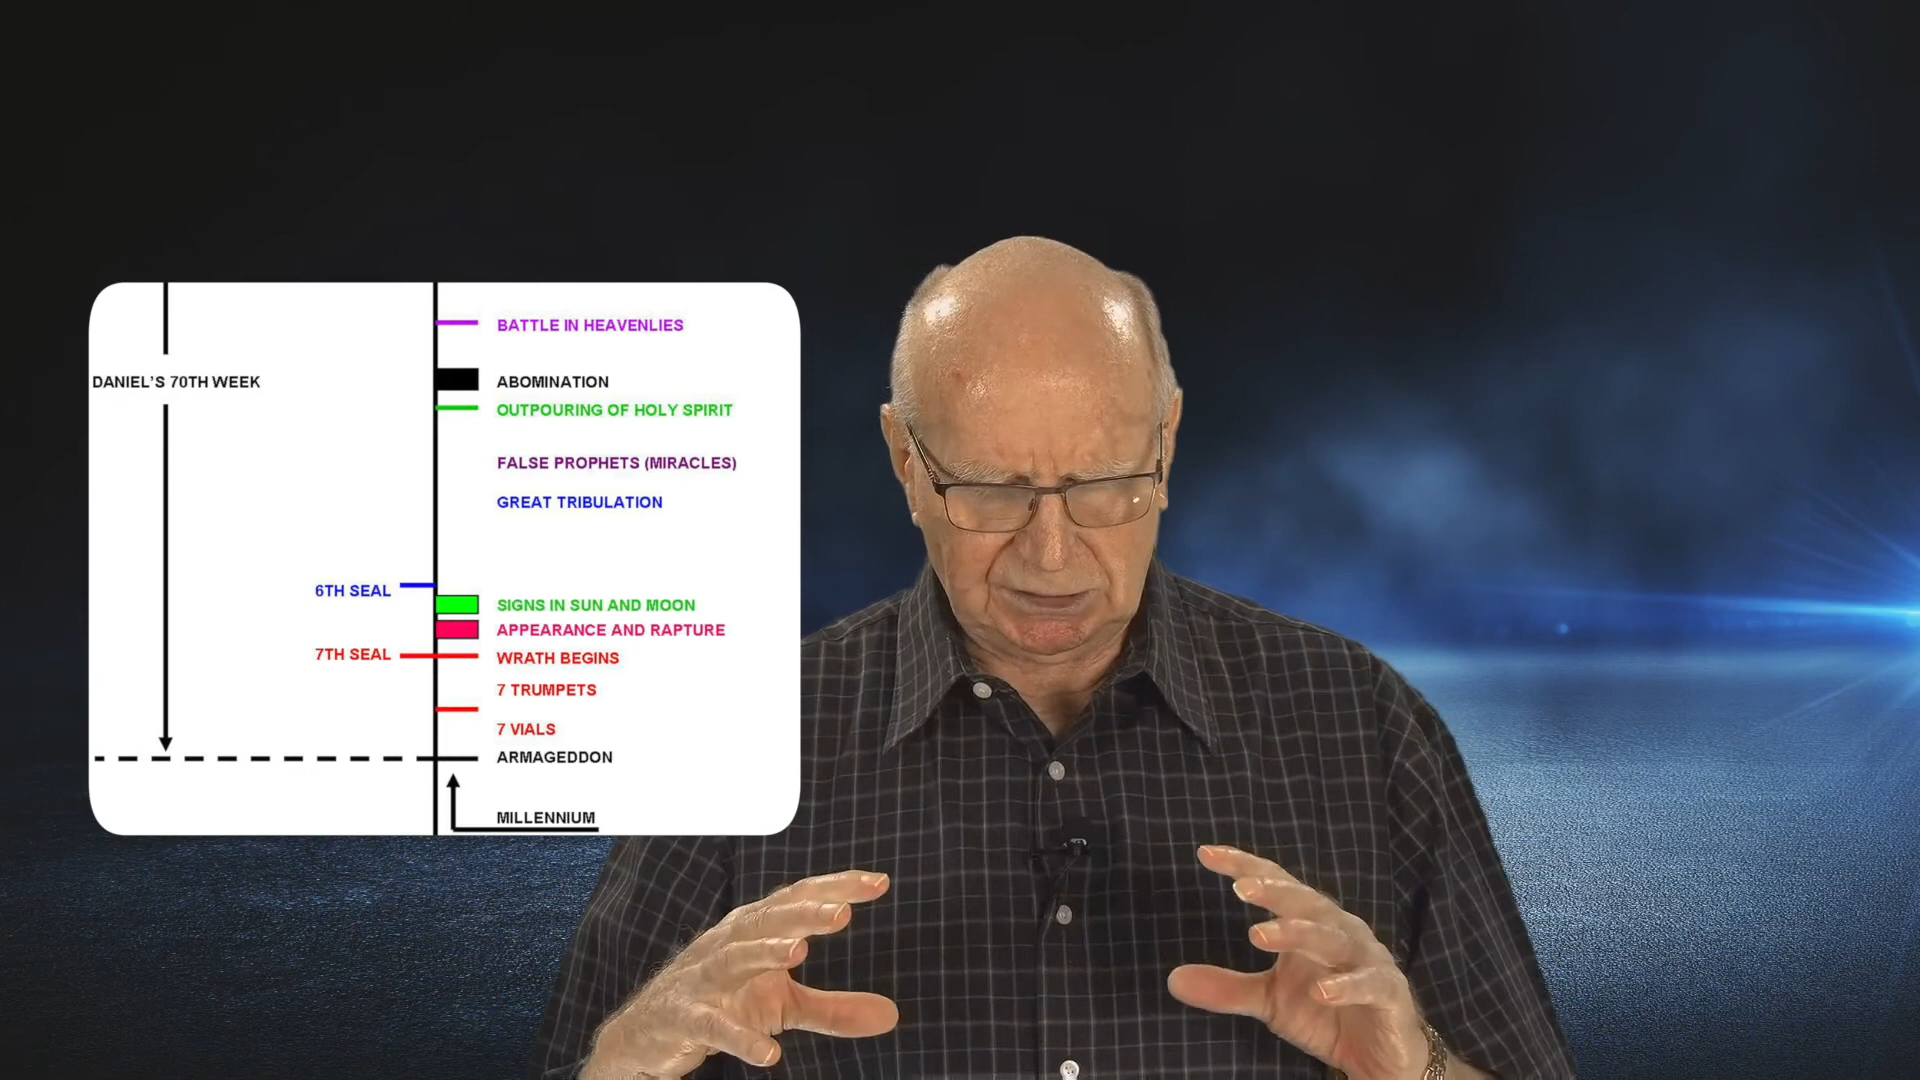 BATTLE IN HEAVENLIES
DANIEL'S 70TH WEEK
ABOMINATION
OUTPOURING OF HOLY SPIRIT
FALSE PROPHETS (MIRACLES)
GREAT TRIBULATION
6TH SEAL
SIGNS IN SUN AND MOON
APPEARANCE AND RAPTURE
7TH SEAL
WRATH BEGINS
7 TRUMPETS
7 VIALS
ARMAGEDDON
MILLENNIUM